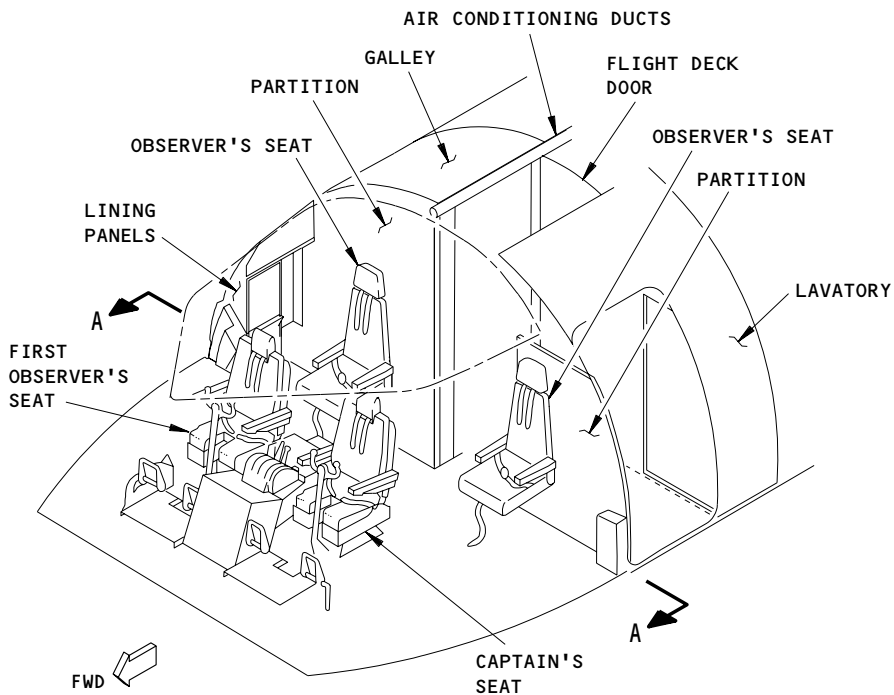 AIR CONDITIONING DUCTS
GALLEY
FLIGHT DECK
DOOR
PARTITION
OBSERVER'S SEAT
OBSERVER'S SEAT
PARTITION
LINING
PANELS
LAVATORY
A
FIRST
OBSERVER'S
SEAT
A
CAPTAIN'S
SEAT
FWD